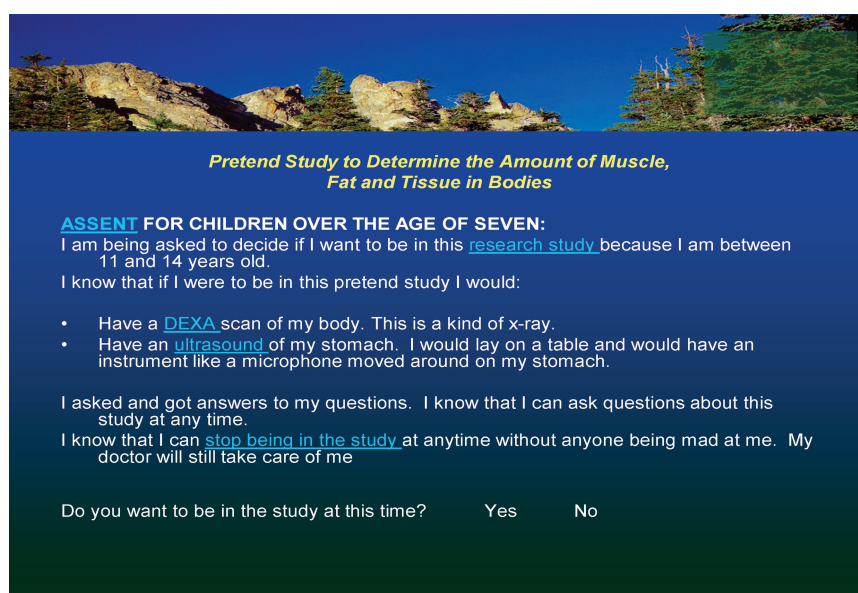 Pretend Study to Determine the Amount of Muscle,
Fat and Tissue in Bodies
ASSENT FOR CHILDREN OVER THE AGE OF SEVEN:
I am being asked to decide if I want to be in this research study because I am between
11 and 14 years old.
I know that if I were to be in this pretend study I would:
• Have a DEXA scan of my body. This is a kind of x-ray.
• Have an ultrasound of my stomach. I would lay on a table and would have an
instrument like a microphone moved around on my stomach.
I asked and got answers to my questions. I know that I can ask questions about this
study at any time.
I know that I can stop being in the study at anytime without anyone being mad at me. My
doctor will still take care of me
Do you want to be in the study at this time? Yes No